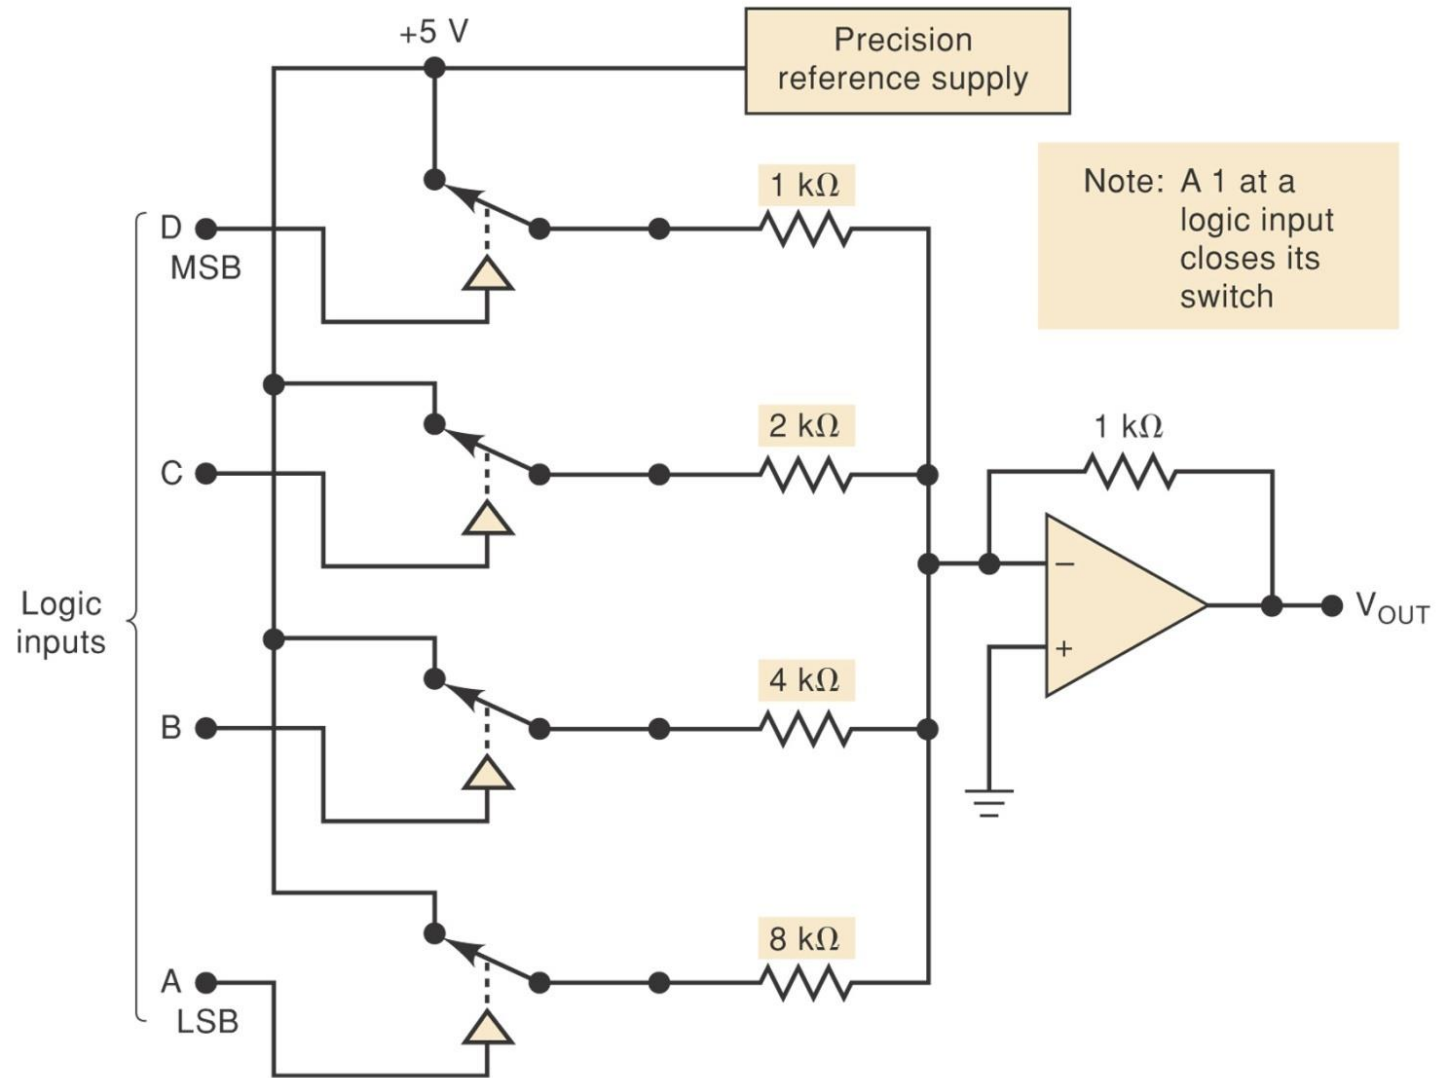 +5 V
Precision
reference supply
Note: A 1 at a
logic input
closes its
switch
1 kΩ
D
MSB
2 kΩ
1 kΩ
C
−
Logic
inputs
V_OUT
+
4 kΩ
B
8 kΩ
A
LSB